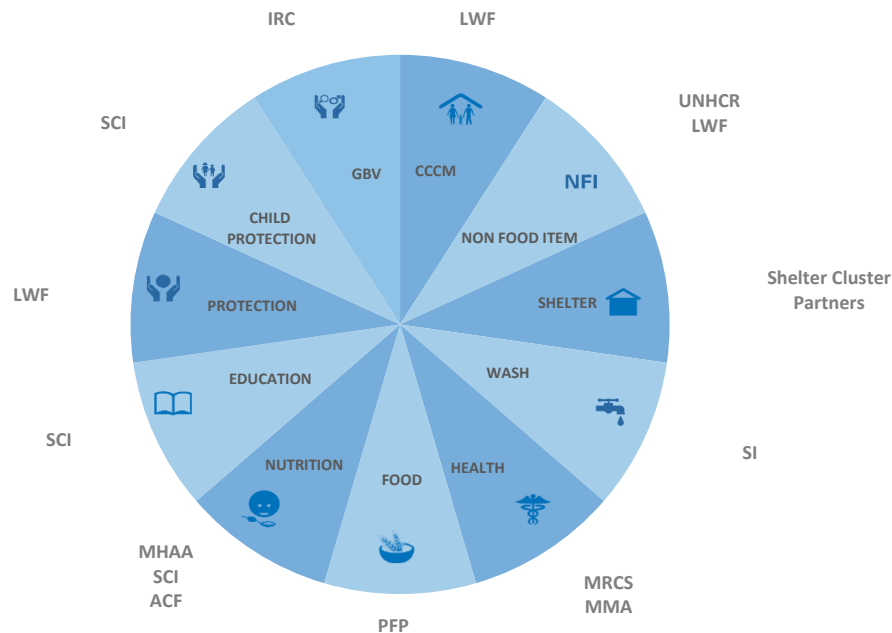 IRC
LWF
SCI
UNHCR
LWF
GBV
CCCM
NFI
CHILD
PROTECTION
NON FOOD ITEM
LWF
PROTECTION
SHELTER
Shelter Cluster
Partners
EDUCATION
WASH
SCI
SI
NUTRITION
FOOD
HEALTH
MHAA
SCI
ACF
MRCS
MMA
PFP